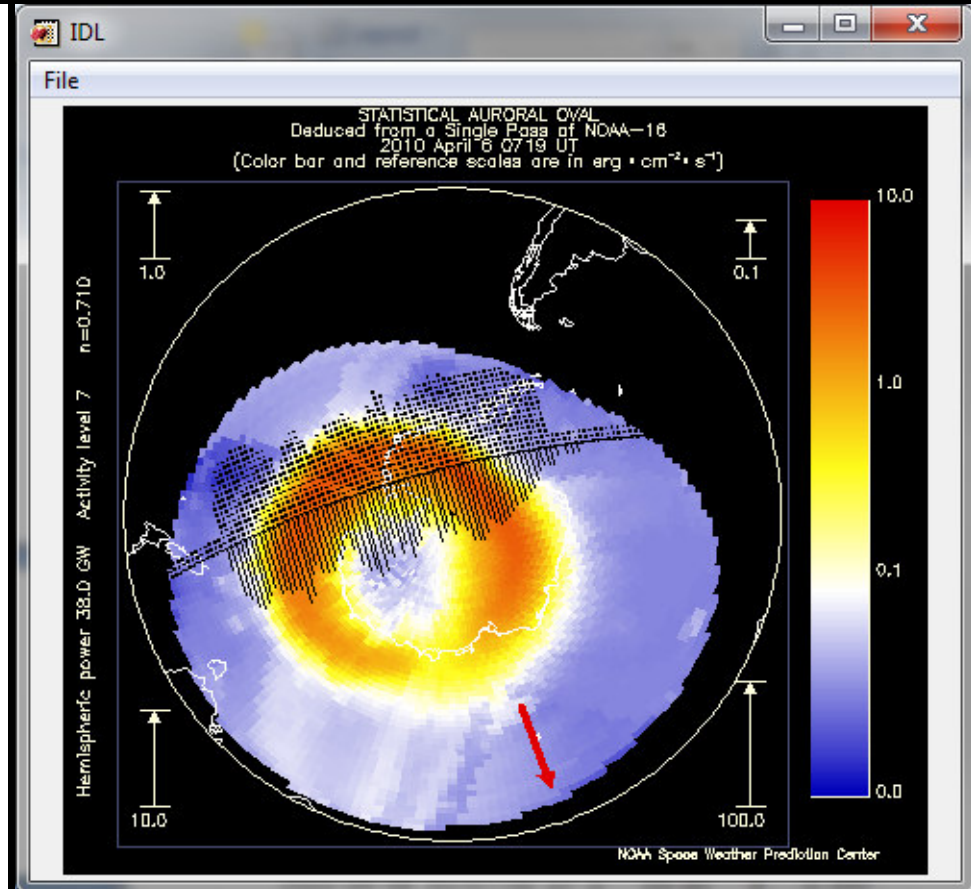 IDL
File
STATISTICAL AURORAL OVAL
Deduced from a Single Pass of NOAA-16
2010 April 6 0719 UT
(Color bar and reference scales are in erg · cm⁻² · s⁻¹)
1.0
0.1
10.0
1.0
0.1
0.0
Hemispheric power 38.0 GW Activity level 7 n=0.710
10.0
100.0
NOAA Space Weather Prediction Center